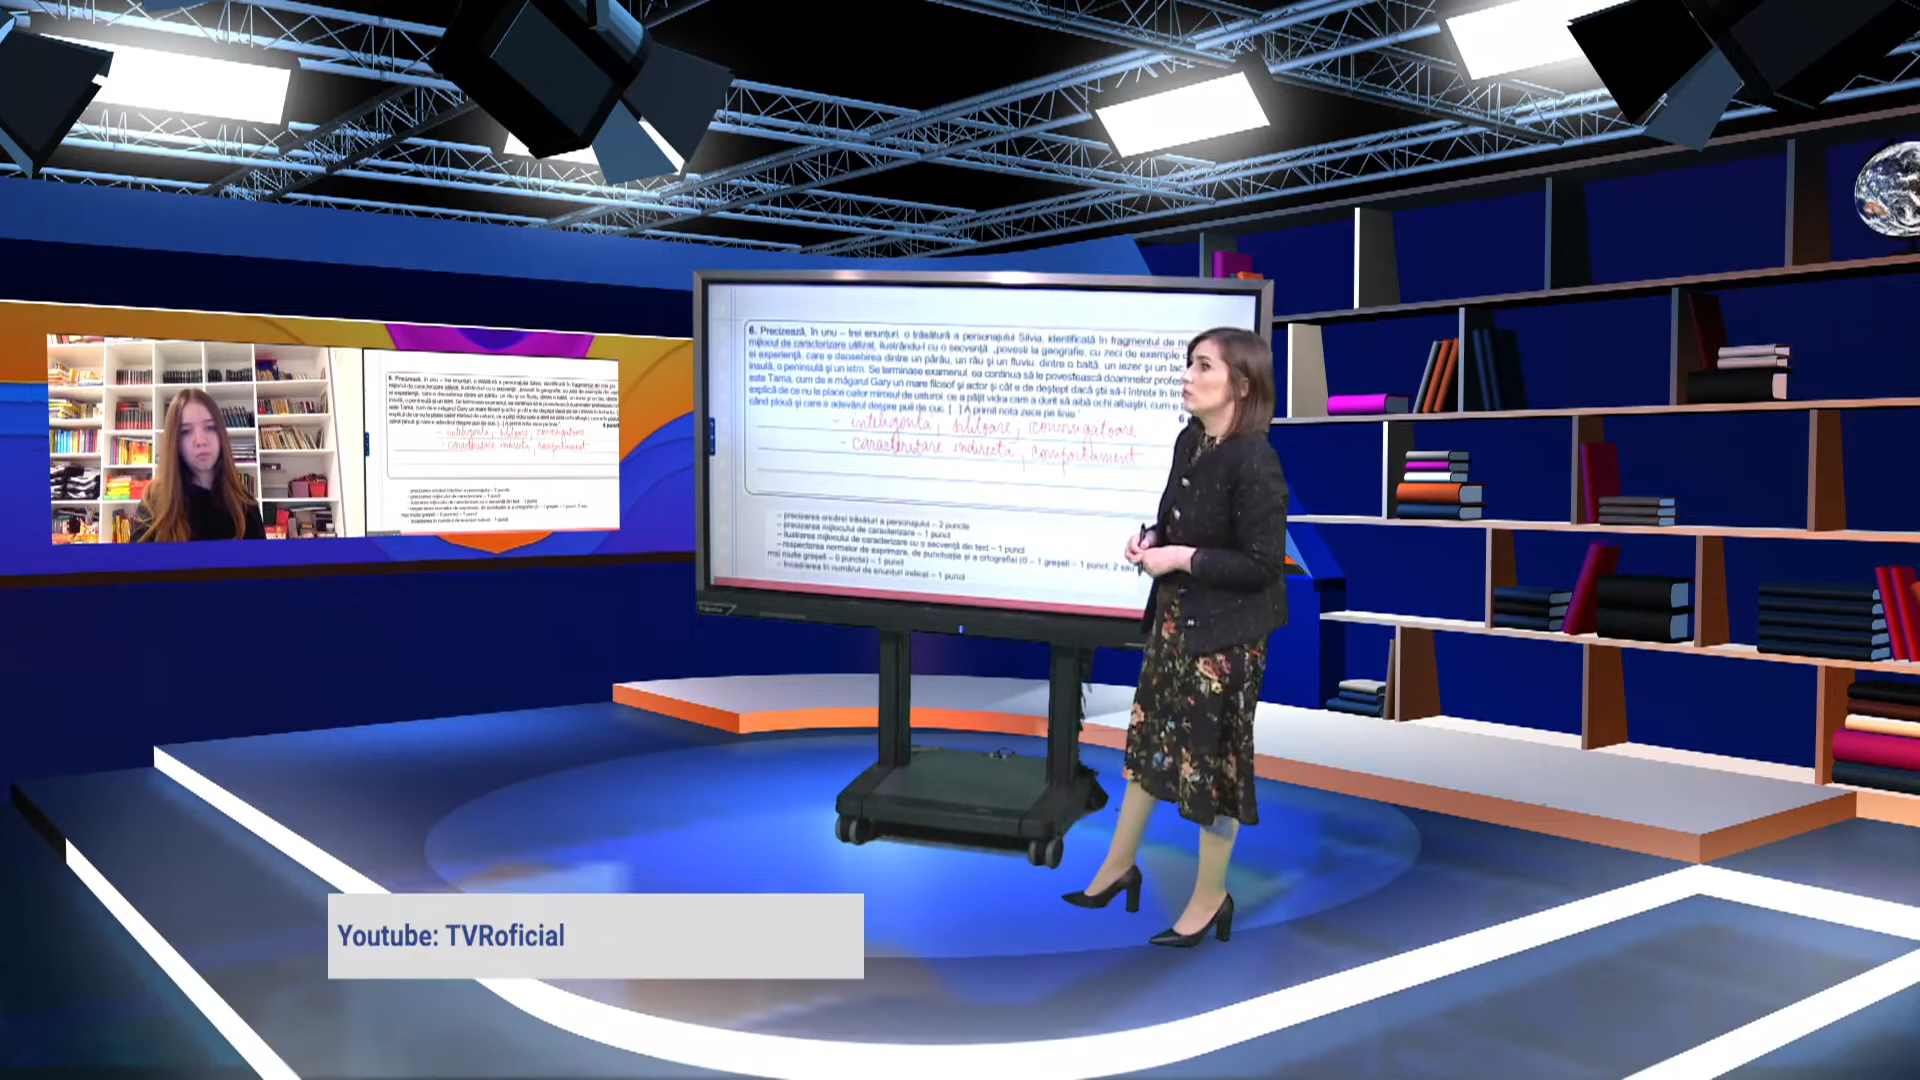 6. Precizează, în unu – trei enunțuri, o trăsătură a personajului Silvia, identificată în fragmentul de
mijlocul de caracterizare utilizat, ilustrându-l cu o secvență: „povesti la geografie, cu zeci de exemple
ei experiență, care e deosebirea dintre un pârâu, un râu și un fluviu, dintre o baltă, un iezer și un lac,
insulă, o peninsulă și un istm. Se terminase examenul, ea continua să le povestească doamnelor
este Tama, cum de e măgarul Gary un mare filosof și actor și cât e de deștept dacă știi să-l
explică de ce nu le place cailor mirosul de usturoi, ce a pățit vidra care a dorit să aibă ochi albaștri, cum e
când plouă și care e adevărul despre puii de cuc. [...] A primit nota zece pe linie.”
- inteligentă, sclitoare, convingatoare
- caracterizare indirectă, comportament
– precizarea oricărei trăsături a personajului – 2 puncte
– precizarea mijlocului de caracterizare – 1 punct
– ilustrarea mijlocului de caracterizare cu o secvență din text – 1 punct
– respectarea normelor de exprimare, de punctuație și a ortografiei (0 – 1 greșeli – 1 punct, 2 sau
mai multe greșeli – 0 puncte) – 1 punct
– încadrarea în numărul de enunțuri indicat – 1 punct
Youtube: TVRoficial